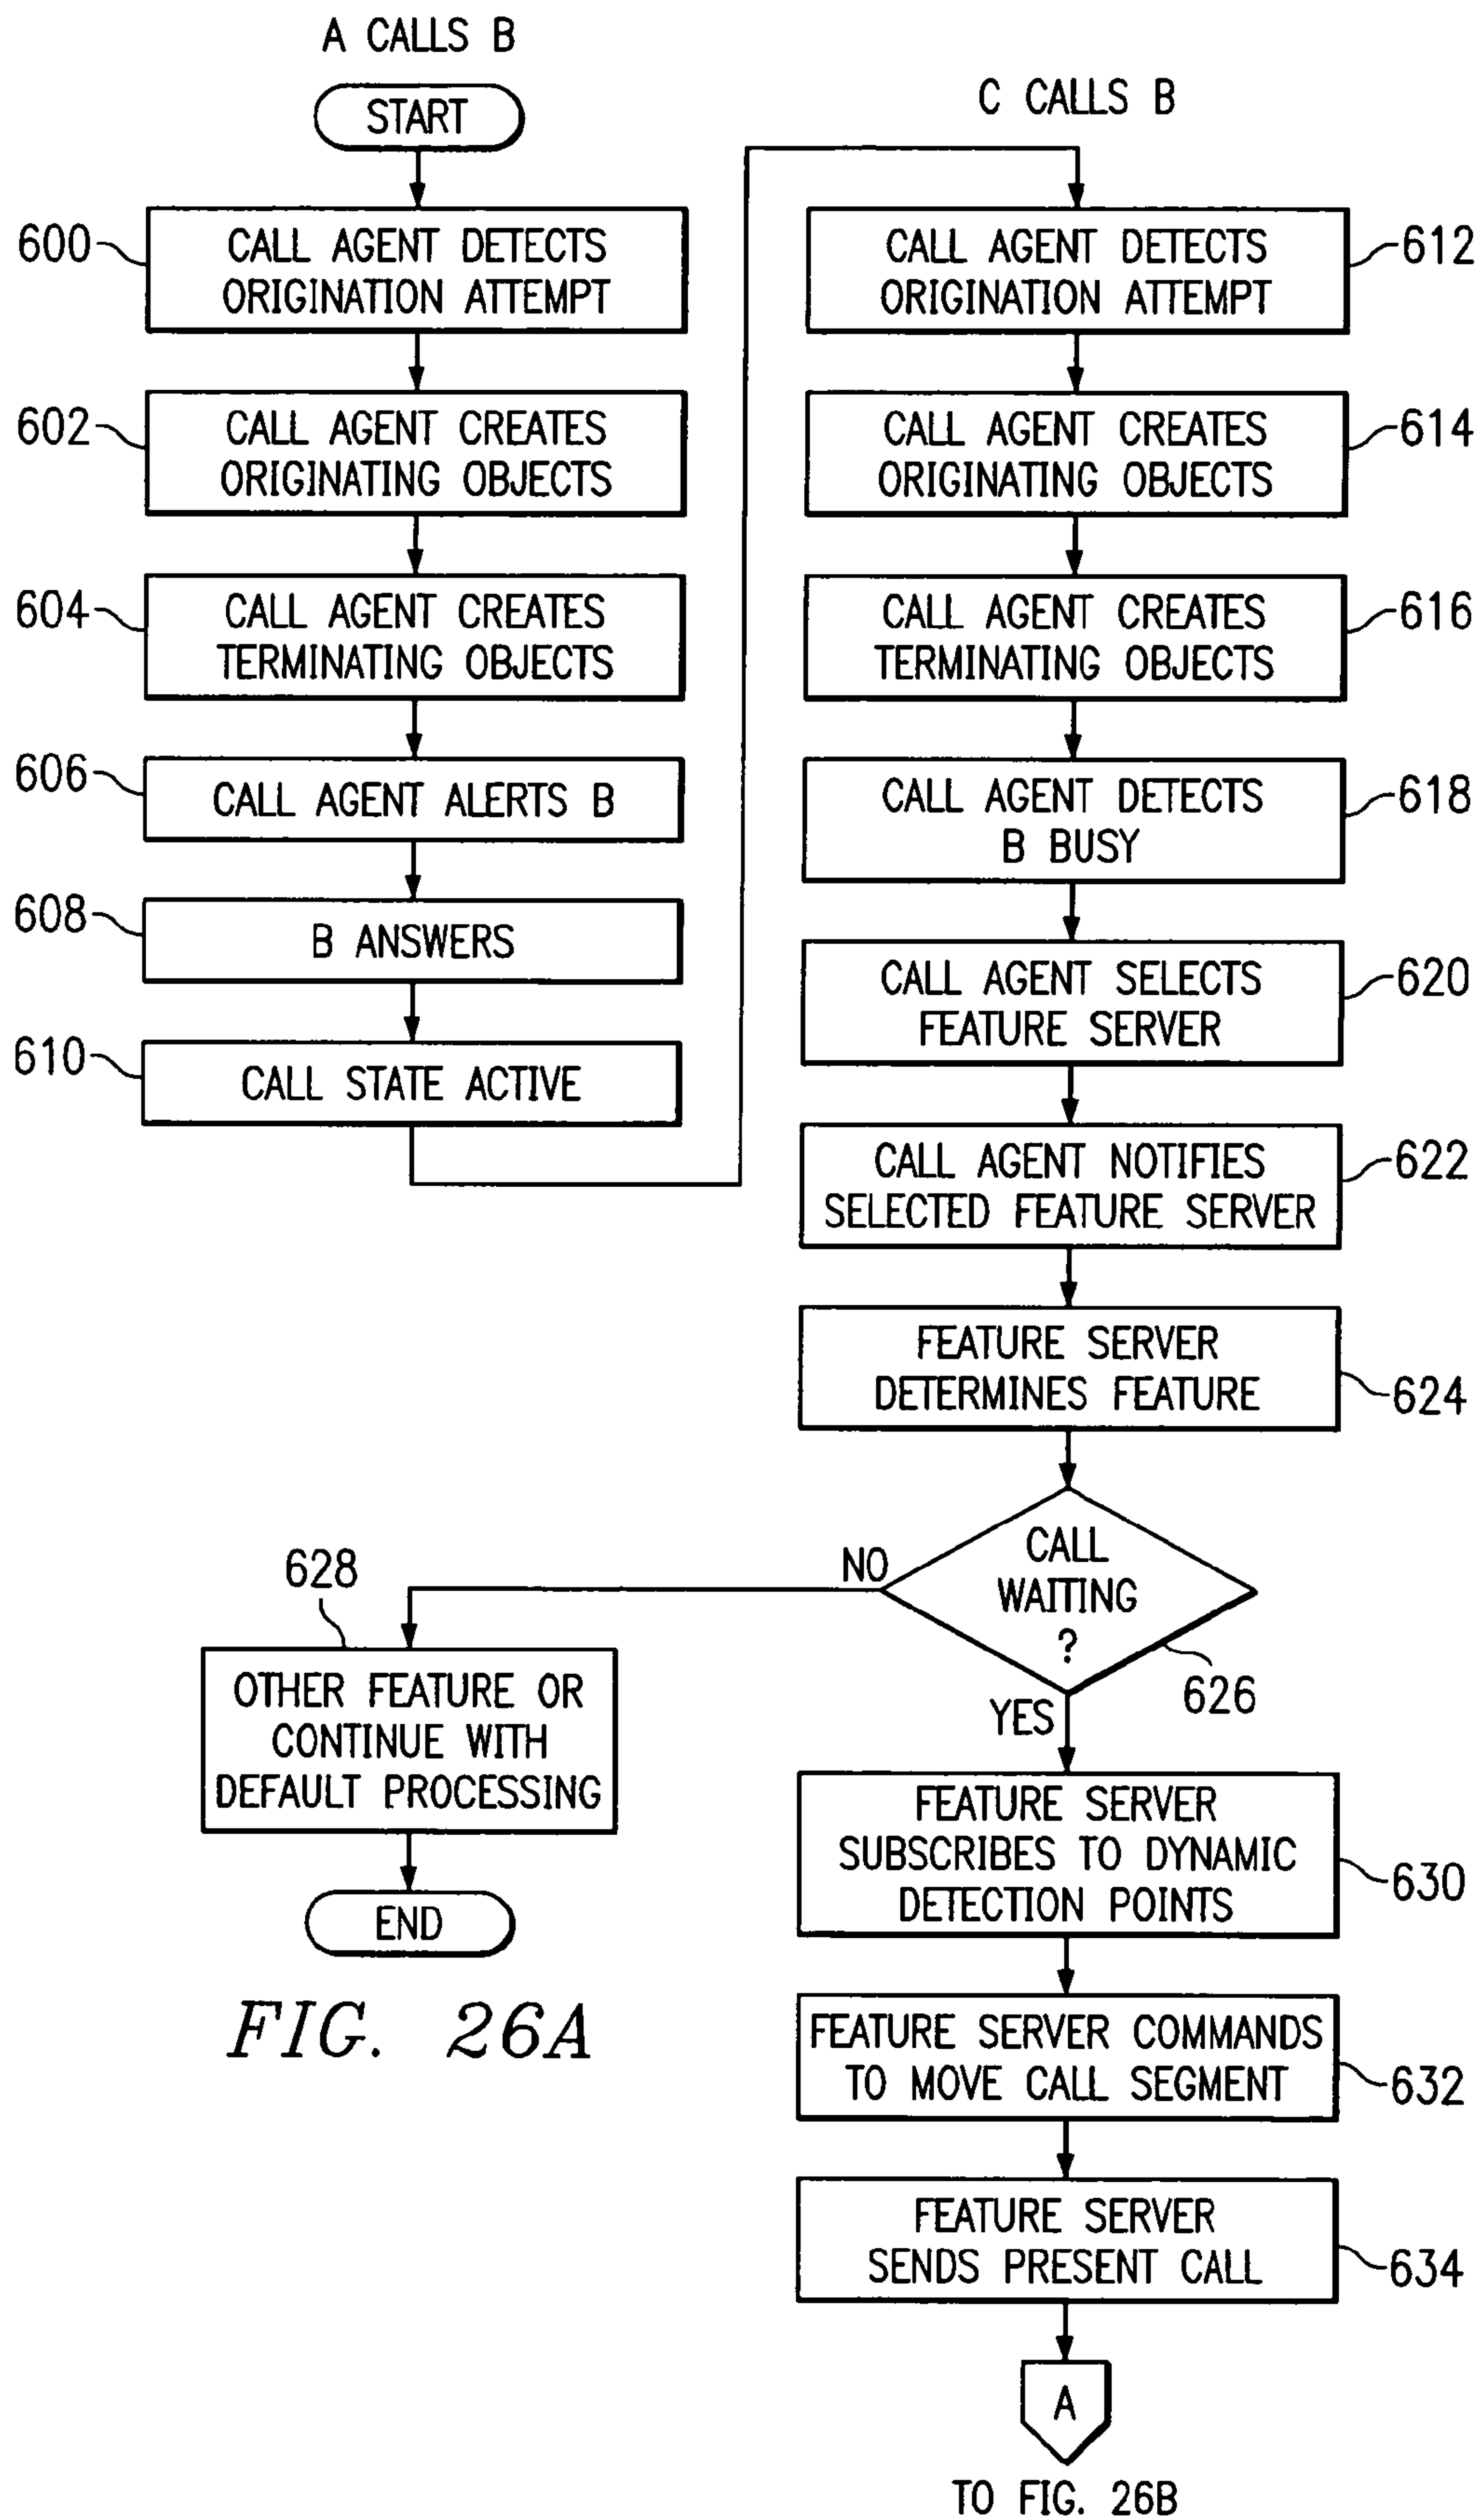 A CALLS B
START
600
CALL AGENT DETECTS
ORIGINATION ATTEMPT
602
CALL AGENT CREATES
ORIGINATING OBJECTS
604
CALL AGENT CREATES
TERMINATING OBJECTS
606
CALL AGENT ALERTS B
608
B ANSWERS
610
CALL STATE ACTIVE
C CALLS B
CALL AGENT DETECTS
ORIGINATION ATTEMPT
612
CALL AGENT CREATES
ORIGINATING OBJECTS
614
CALL AGENT CREATES
TERMINATING OBJECTS
616
CALL AGENT DETECTS
B BUSY
618
CALL AGENT SELECTS
FEATURE SERVER
620
CALL AGENT NOTIFIES
SELECTED FEATURE SERVER
622
FEATURE SERVER
DETERMINES FEATURE
624
CALL
WAITING
?
626
NO
628
OTHER FEATURE OR
CONTINUE WITH
DEFAULT PROCESSING
END
YES
FEATURE SERVER
SUBSCRIBES TO DYNAMIC
DETECTION POINTS
630
FEATURE SERVER COMMANDS
TO MOVE CALL SEGMENT
632
FEATURE SERVER
SENDS PRESENT CALL
634
A
TO FIG. 26B
FIG. 26A